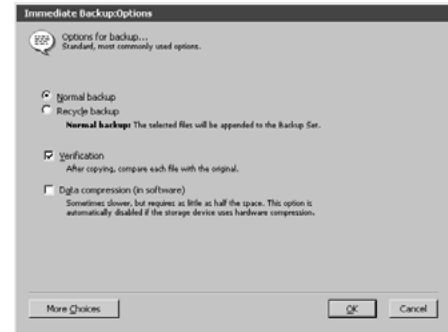 Immediate Backup:Options
Options for backup...
Standard, most commonly used options.
Normal backup
Recycle backup
Normal backup: The selected files will be appended to the Backup Set.
Verification
After copying, compare each file with the original.
Data compression (in software)
Sometimes slower, but requires as little as half the space. This option is
automatically disabled if the storage device uses hardware compression.
More Choices
OK
Cancel